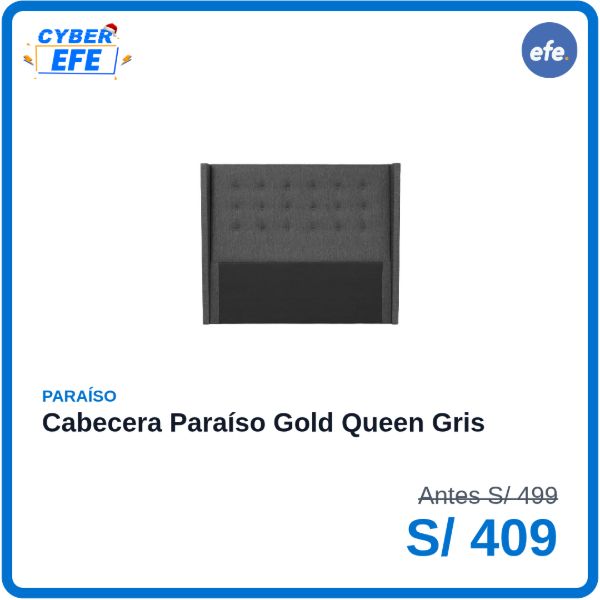 CYBER
EFE
efe.
PARAÍSO
Cabecera Paraíso Gold Queen Gris
Antes S/ 499
S/ 409